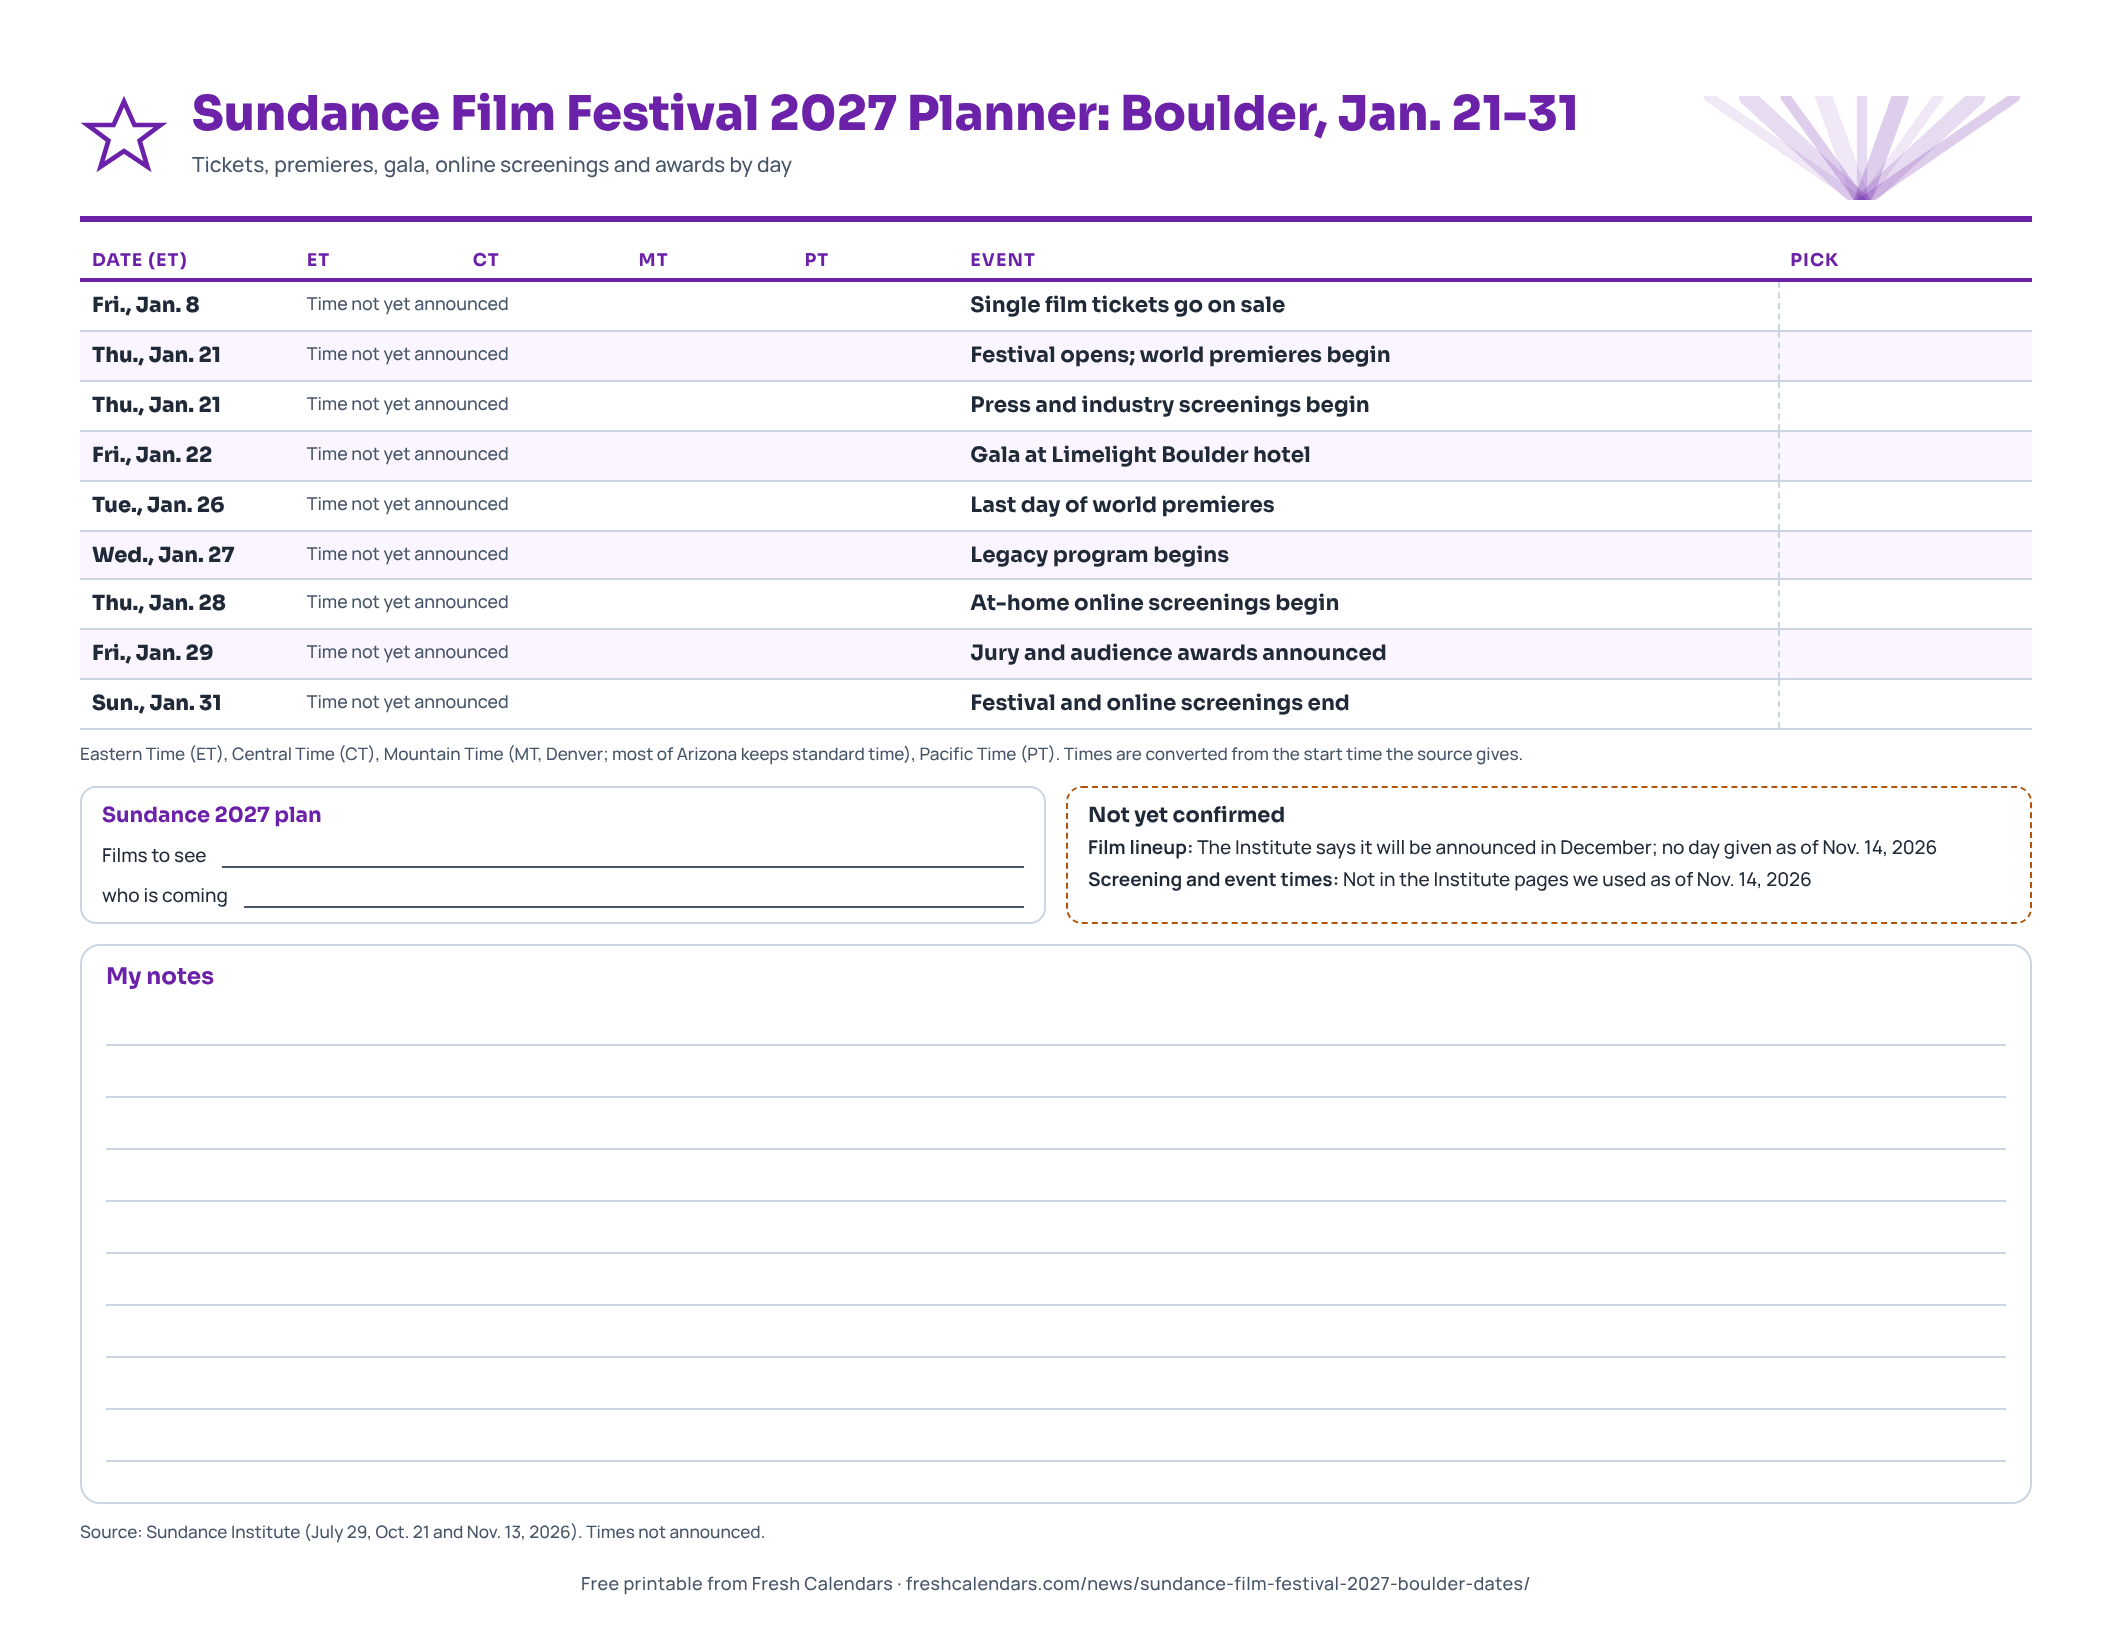 Sundance Film Festival 2027 Planner: Boulder, Jan. 21–31
Tickets, premieres, gala, online screenings and awards by day
DATE (ET) ET CT MT PT EVENT PICK
Fri., Jan. 8 Time not yet announced Single film tickets go on sale
Thu., Jan. 21 Time not yet announced Festival opens; world premieres begin
Thu., Jan. 21 Time not yet announced Press and industry screenings begin
Fri., Jan. 22 Time not yet announced Gala at Limelight Boulder hotel
Tue., Jan. 26 Time not yet announced Last day of world premieres
Wed., Jan. 27 Time not yet announced Legacy program begins
Thu., Jan. 28 Time not yet announced At-home online screenings begin
Fri., Jan. 29 Time not yet announced Jury and audience awards announced
Sun., Jan. 31 Time not yet announced Festival and online screenings end
Eastern Time (ET), Central Time (CT), Mountain Time (MT, Denver; most of Arizona keeps standard time), Pacific Time (PT). Times are converted from the start time the source gives.
Sundance 2027 plan
Films to see
who is coming
Not yet confirmed
Film lineup: The Institute says it will be announced in December; no day given as of Nov. 14, 2026
Screening and event times: Not in the Institute pages we used as of Nov. 14, 2026
My notes
Source: Sundance Institute (July 29, Oct. 21 and Nov. 13, 2026). Times not announced.
Free printable from Fresh Calendars · freshcalendars.com/news/sundance-film-festival-2027-boulder-dates/